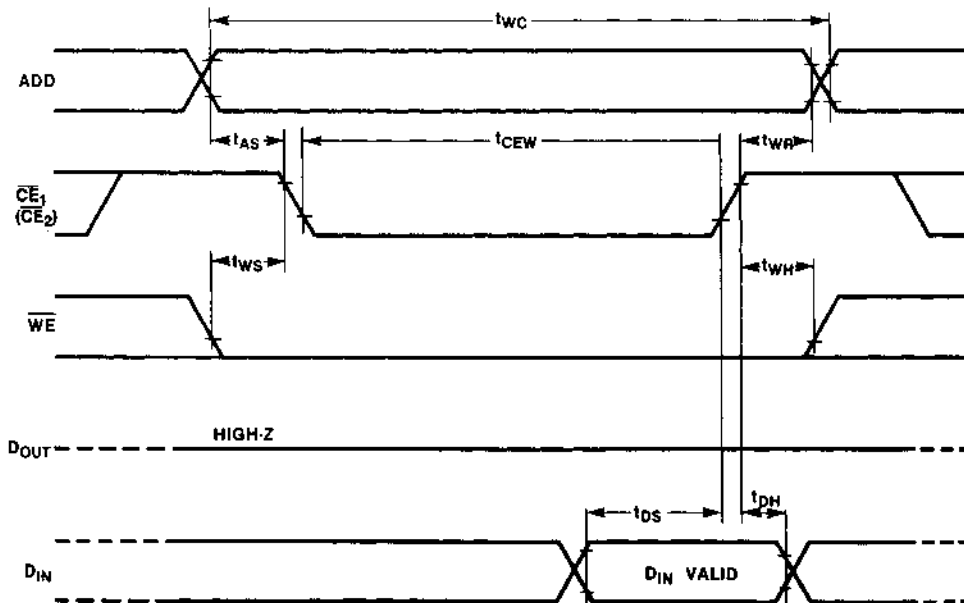 tWC
ADD
tAS
tCEW
tWR
CE1
(CE2)
tWS
tWH
WE
HIGH-Z
DOUT
tDS
tDH
DIN
DIN VALID